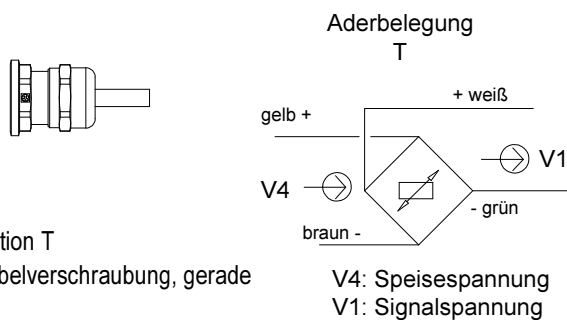 Aderbelegung
T
+ weiß
gelb +
V1
V4
- grün
braun -
tion T
belverschraubung, gerade
V4: Speisespannung
V1: Signalspannung